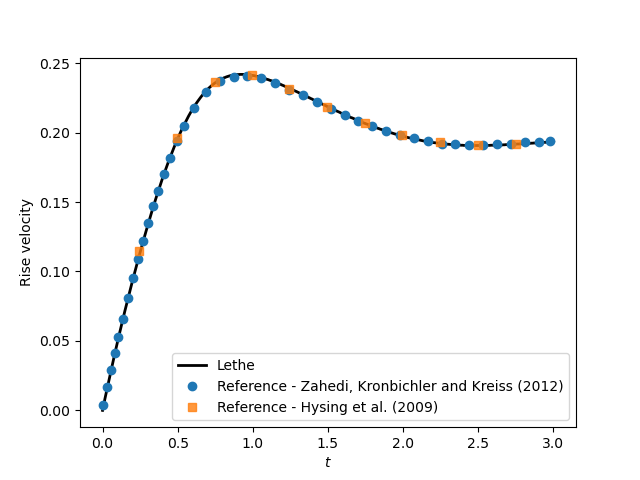 0.25
0.20
0.15
0.10
0.05
0.00
Rise velocity
Lethe
Reference - Zahedi, Kronbichler and Kreiss (2012)
Reference - Hysing et al. (2009)
0.0 0.5 1.0 1.5 2.0 2.5 3.0
t